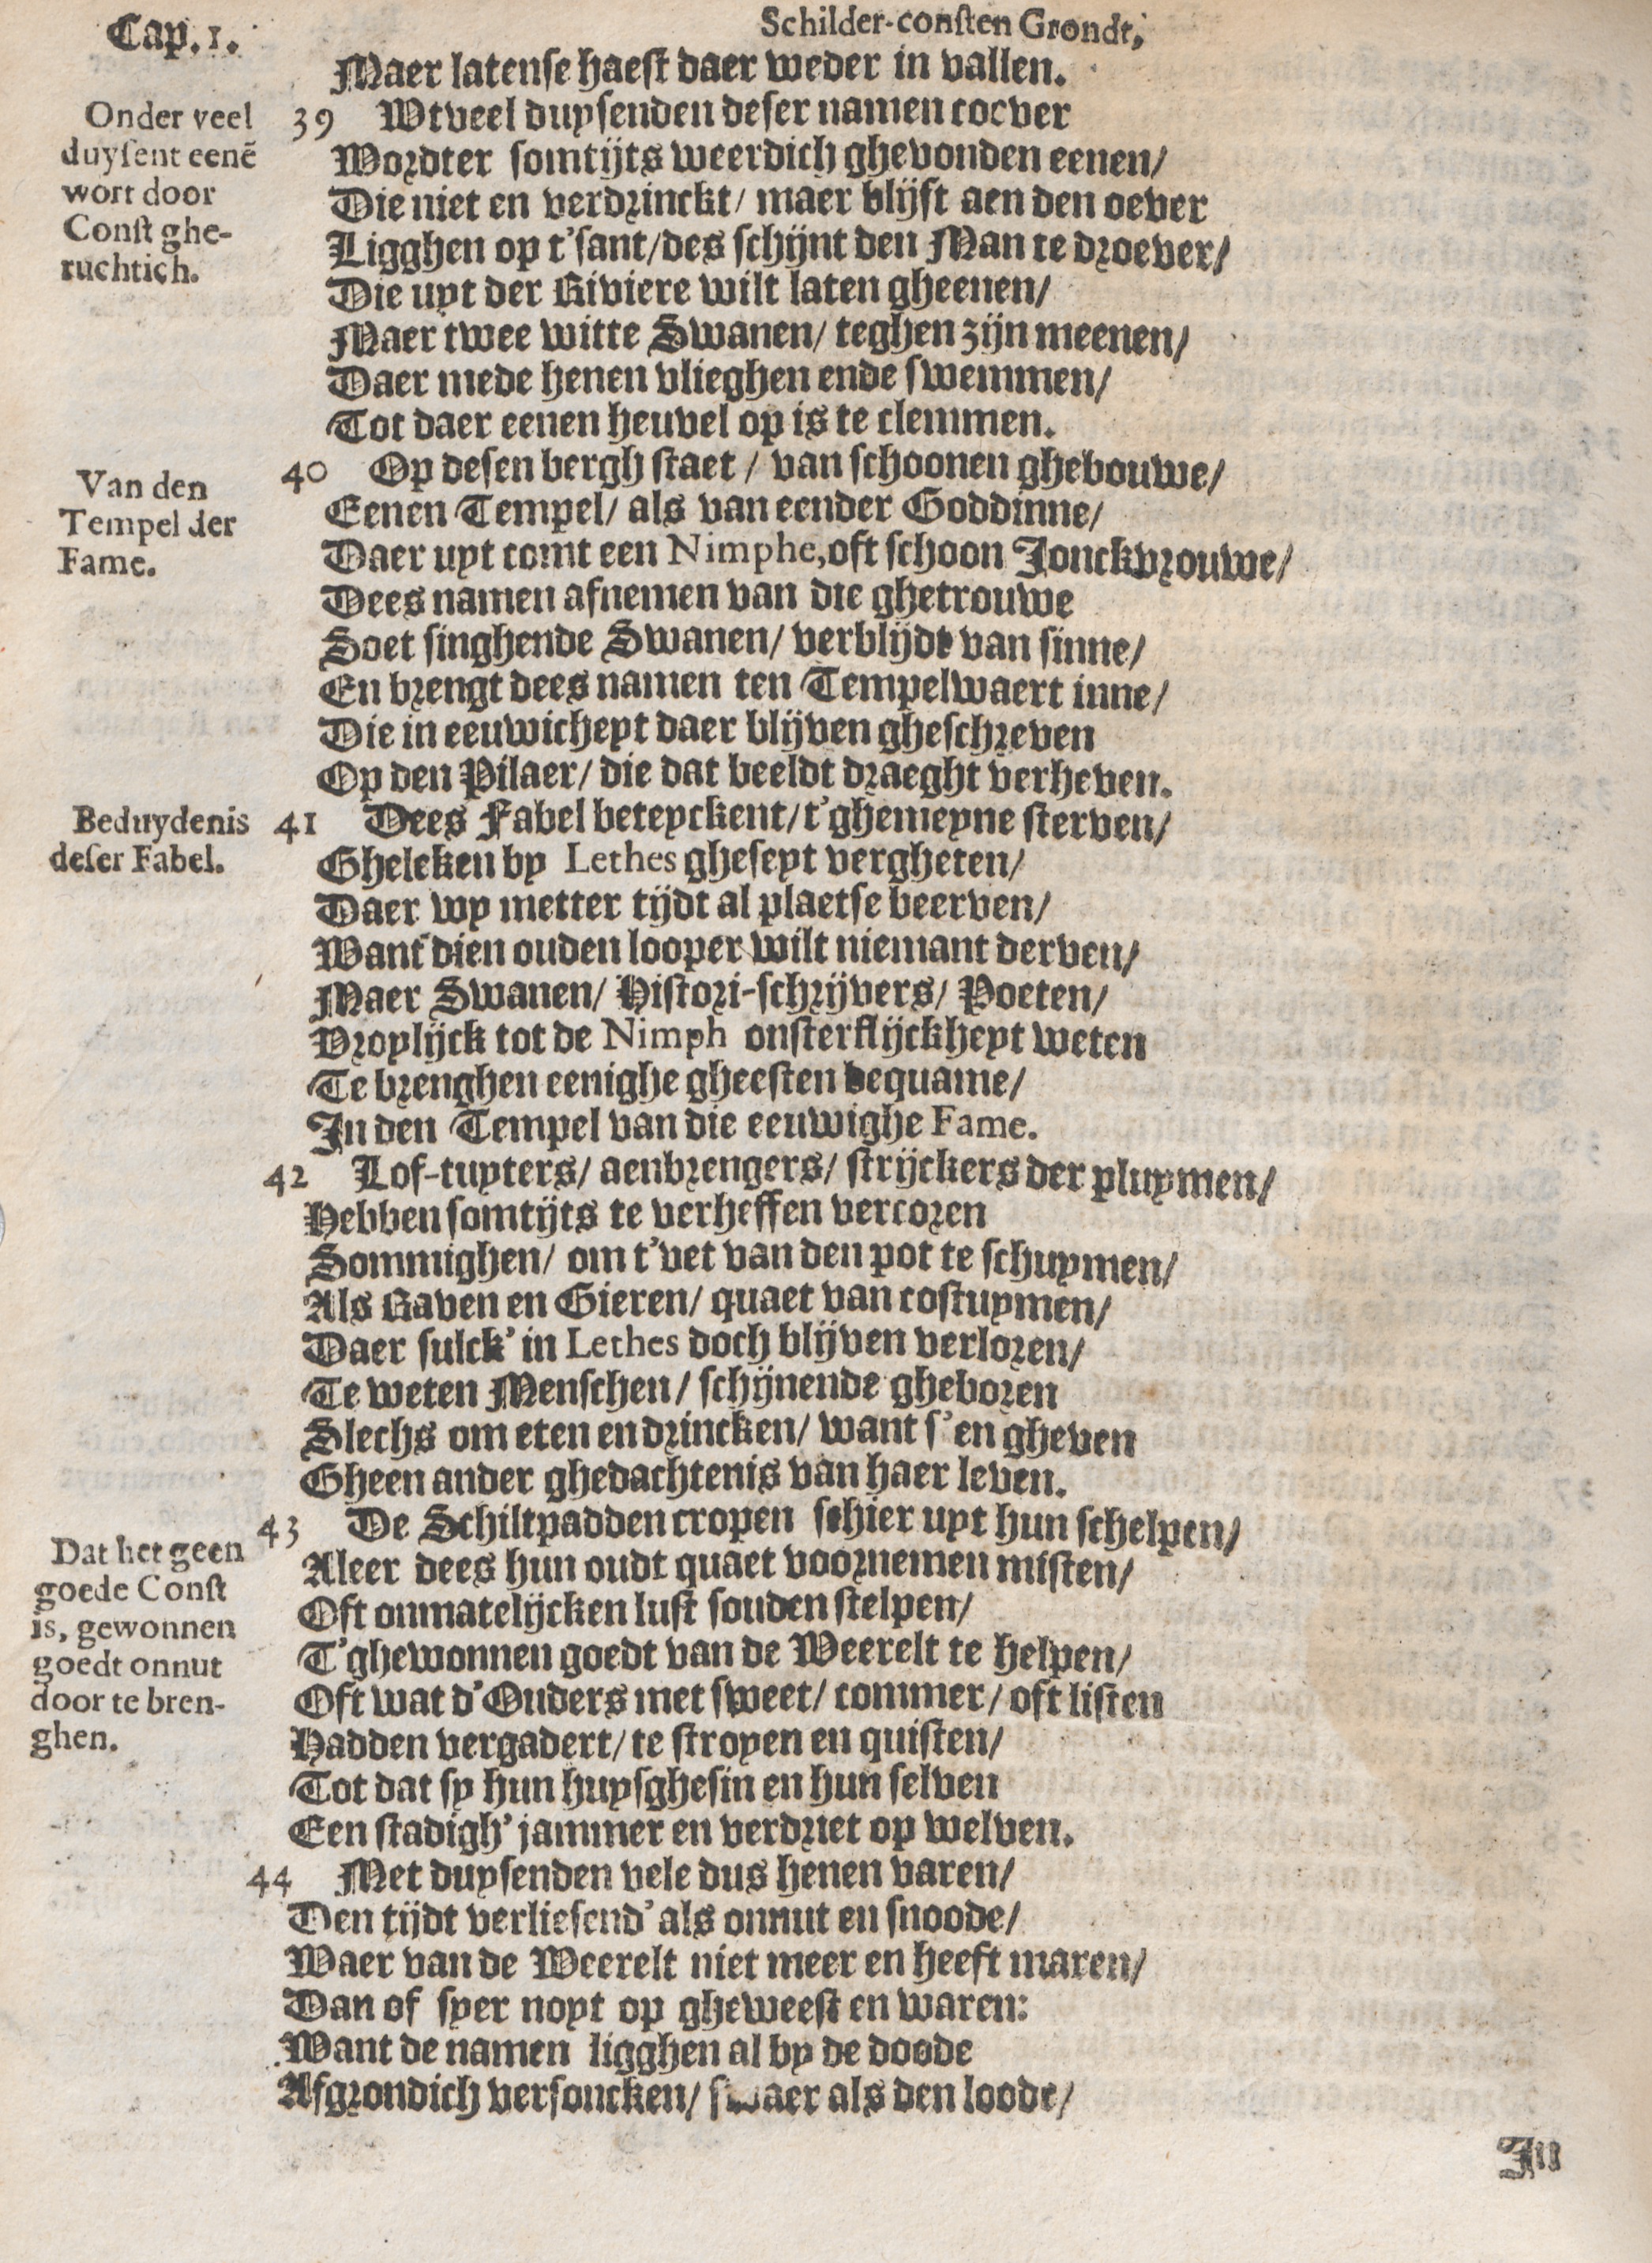 Cap. 1.
Schilder-consten Grondt,
Maer latense haest daer weder in vallen.
Onder veel
duysent eenẽ
wort door
Const ghe-
ruchtich.
39 Wt veel duysenden deser namen toever
Wordter somtijts weerdich ghevonden eenen/
Die niet en verdrinckt/ maer blijft aen den oever
Ligghen op t'sant/ des schijnt den Man te droever/
Die uyt der Riviere wilt laten gheenen/
Maer twee witte Swanen/ teghen zijn meenen/
Daer mede henen vlieghen ende swemmen/
Tot daer eenen heuvel op is te clemmen.
Van den
Tempel der
Fame.
40 Op desen bergh staet/ van schoonen ghebouwe/
Eenen Tempel/ als van eender Goddinne/
Daer uyt comt een Nimphe, oft schoon Jonckvrouwe/
Dees namen afnemen van die ghetrouwe
Soet singhende Swanen/ verblijdt van sinne/
En brengt dees namen ten Tempelwaert inne/
Die in eeuwicheyt daer blijven gheschreven
Op den Pilaer/ die dat beeldt draeght verheven.
Beduydenis
deser Fabel.
41 Dees Fabel beteyckent/ t'ghemeyne sterven/
Gheleken by Lethes gheseyt vergheten/
Daer wy metter tijdt al plaetse beerven/
Want dien ouden looper wilt niemant derven/
Maer Swanen/ Histori-schrijvers/ Poeten/
Vroylijck tot de Nimph onsterflijckheyt weten
Te brenghen eenighe gheesten bequame/
In den Tempel van die eeuwighe Fame.
42 Lof-tuyters/ aenbrengers/ strijckers der pluymen/
Hebben somtijts te verheffen vercoren
Sommighen/ om t'vet van den pot te schuymen/
Als Raven en Gieren/ quaet van costuymen/
Daer sulck' in Lethes doch blijven verloren/
Te weten Menschen/ schijnende gheboren
Slechs om eten en drincken/ want s'en gheven
Gheen ander ghedachtenis van haer leven.
Dat het geen
goede Const
is, gewonnen
goedt onnut
door te bren-
ghen.
43 De Schiltpadden cropen schier uyt hun schelpen/
Aleer dees hun oudt quaet voornemen misten/
Oft onmatelijcken lust souden stelpen/
T'ghewonnen goedt van de Weerelt te helpen/
Oft wat d'Ouders met sweet/ commer/ oft listen
Hadden vergadert/ te stroyen en quisten/
Tot dat sy hun huysghesin en hun selven
Een stadigh' jammer en verdriet op welven.
44 Met duysenden vele dus henen varen/
Den tijdt verliesend' als onnut en snoode/
Waer van de Weerelt niet meer en heeft maren/
Dan of syer noyt op gheweest en waren:
Want de namen ligghen al by de doode
Afgrondich versoncken/ swaer als den loode/
In